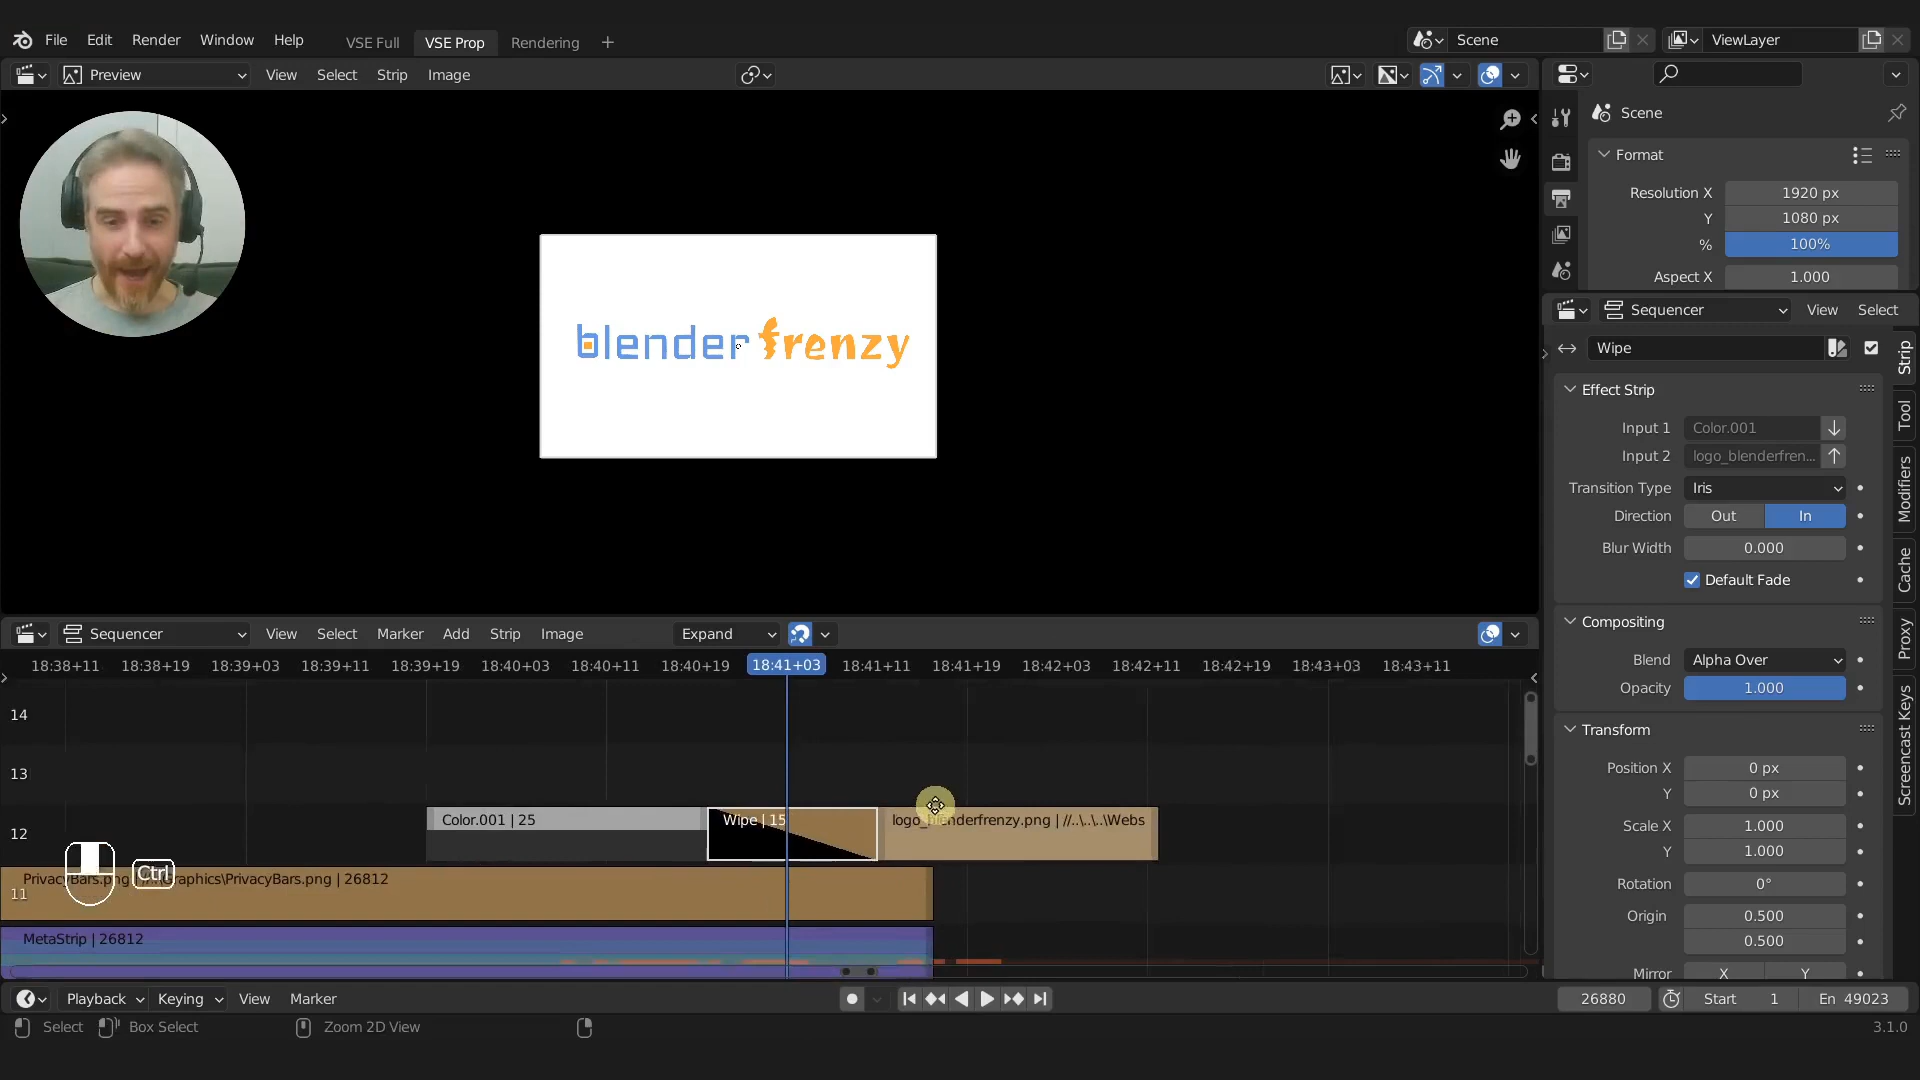 File Edit Render Window Help VSE Full VSE Prop Rendering + Scene ViewLayer
Preview View Select Strip Image
Scene
Format
Resolution X 1920 px
Y 1080 px
% 100%
Aspect X 1.000
blender frenzy
Sequencer View Select
Wipe
Effect Strip
Input 1 Color.001
Input 2 logo_blenderfren...
Transition Type Iris
Direction Out In
Blur Width 0.000
Default Fade
Compositing
Blend Alpha Over
Opacity 1.000
Transform
Position X 0 px
Y 0 px
Scale X 1.000
Y 1.000
Rotation 0°
Origin 0.500
0.500
Mirror X Y
Strip
Tool
Modifiers
Cache
Proxy
Screencast Keys
Sequencer View Select Marker Add Strip Image Expand
18:38+11 18:38+19 18:39+03 18:39+11 18:39+19 18:40+03 18:40+11 18:40+19 18:41+03 18:41+11 18:41+19 18:42+03 18:42+11 18:42+19 18:43+03 18:43+11
14
13
12 Color.001 | 25 Wipe | 15 logo_blenderfrenzy.png | //..\..\..\Webs
Ctrl
11 PrivacyBars.png | //..\Graphics\PrivacyBars.png | 26812
MetaStrip | 26812
Playback Keying View Marker 26880 Start 1 En 49023
Select Box Select Zoom 2D View 3.1.0